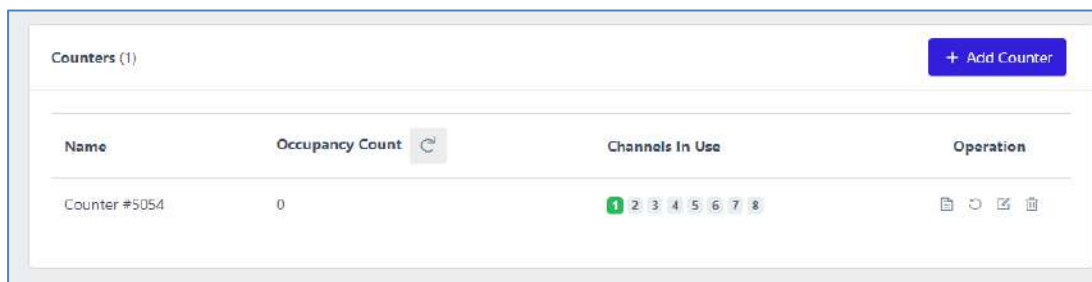 Counters (1)
+ Add Counter
Name Occupancy Count Channels In Use Operation
Counter #5054 0 1 2 3 4 5 6 7 8